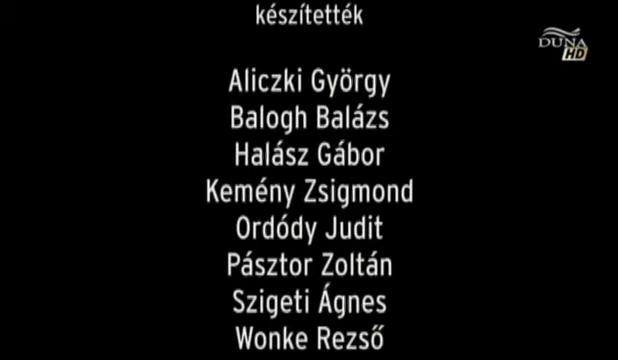 készítették
DUNA
HD
Aliczki György
Balogh Balázs
Halász Gábor
Kemény Zsigmond
Ordódy Judit
Pásztor Zoltán
Szigeti Ágnes
Wonke Rezső